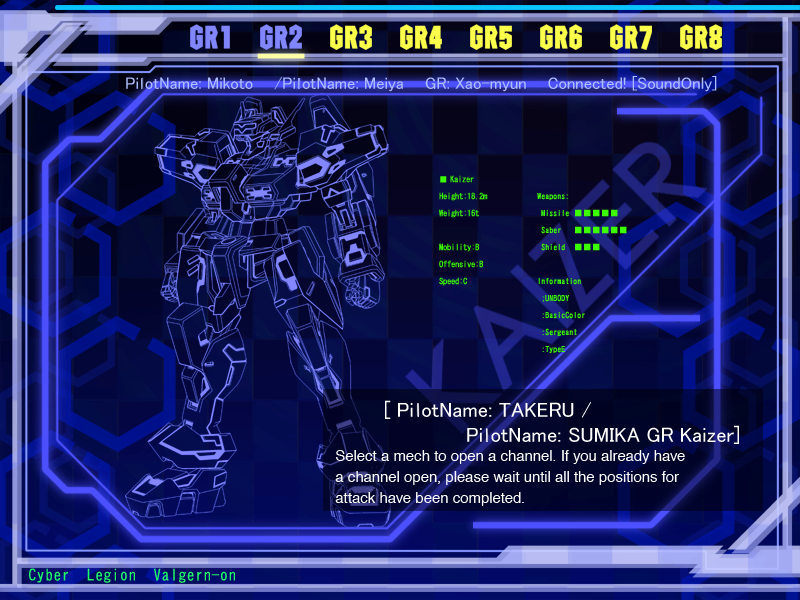 GR1 GR2 GR3 GR4 GR5 GR6 GR7 GR8
PilotName: Mikoto /PilotName: Meiya GR: Xao-myun Connected! [SoundOnly]
■ Kaizer
Height:18.2m
Weight:16t
Mobility:B
Offensive:B
Speed:C
Weapons:
Missile ■■■■■
Saber ■■■■■■
Shield ■■■
Information
:UNBODY
:BasicColor
:Sergeant
:TypeE
KAIZER
[ PilotName: TAKERU /
PilotName: SUMIKA GR Kaizer]
Select a mech to open a channel. If you already have
a channel open, please wait until all the positions for
attack have been completed.
Cyber Legion Valgern-on